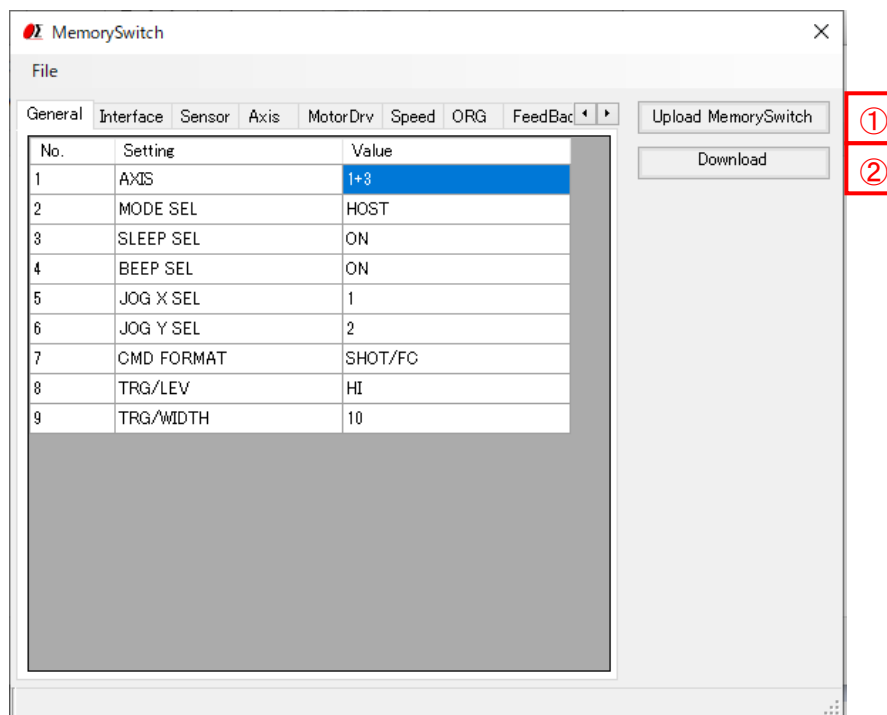 MemorySwitch
File
General Interface Sensor Axis MotorDrv Speed ORG FeedBac
Upload MemorySwitch ①
Download ②
No. Setting Value
1 AXIS 1+3
2 MODE SEL HOST
3 SLEEP SEL ON
4 BEEP SEL ON
5 JOG X SEL 1
6 JOG Y SEL 2
7 CMD FORMAT SHOT/FC
8 TRG/LEV HI
9 TRG/WIDTH 10